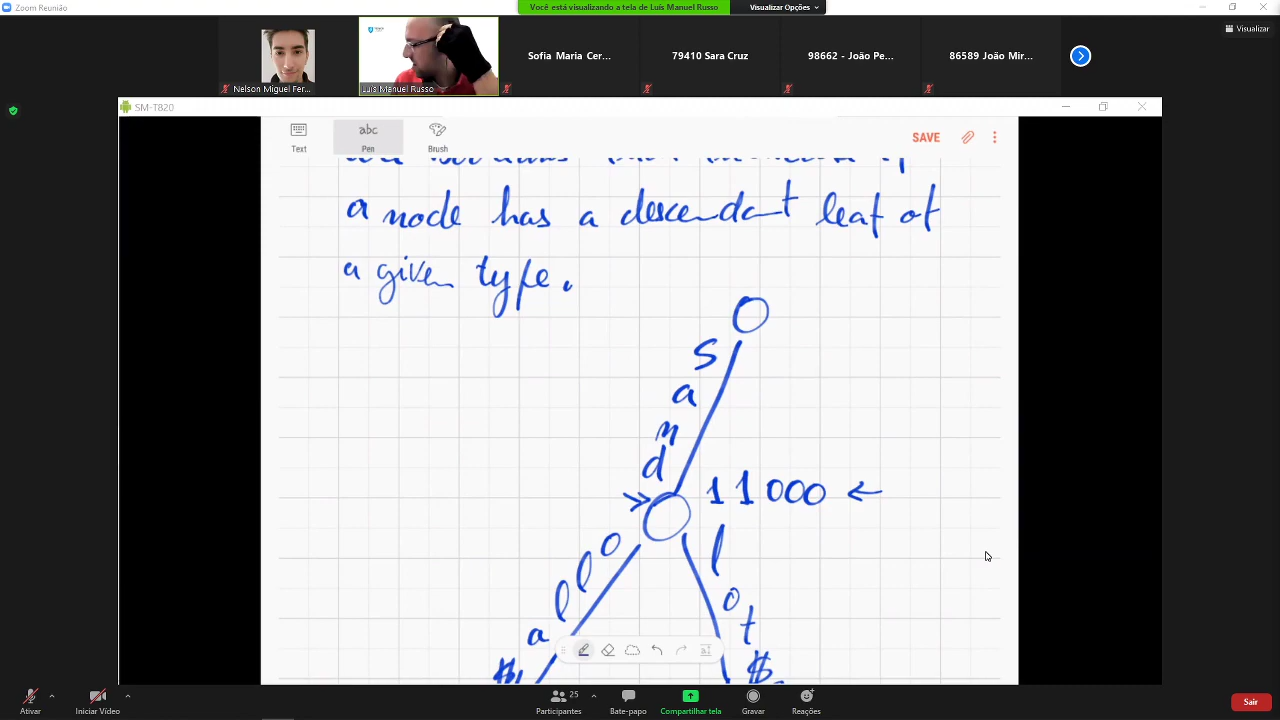 Zoom Reunião
Você está visualizando a tela de Luís Manuel Russo
Visualizar Opções
Visualizar
Nelson Miguel Fer...
Luís Manuel Russo
Sofia Maria Cer...
79410 Sara Cruz
98662 - João Pe...
86589 João Mir...
SM-T820
Text
abc
Pen
Brush
SAVE
a node has a descendant leaf of
a given type.
s
a
n
d
11000 ←
o
l
l
a
$
l
o
t
$
Ativar
Iniciar Vídeo
25
Participantes
Bate-papo
Compartilhar tela
Gravar
Reações
Sair